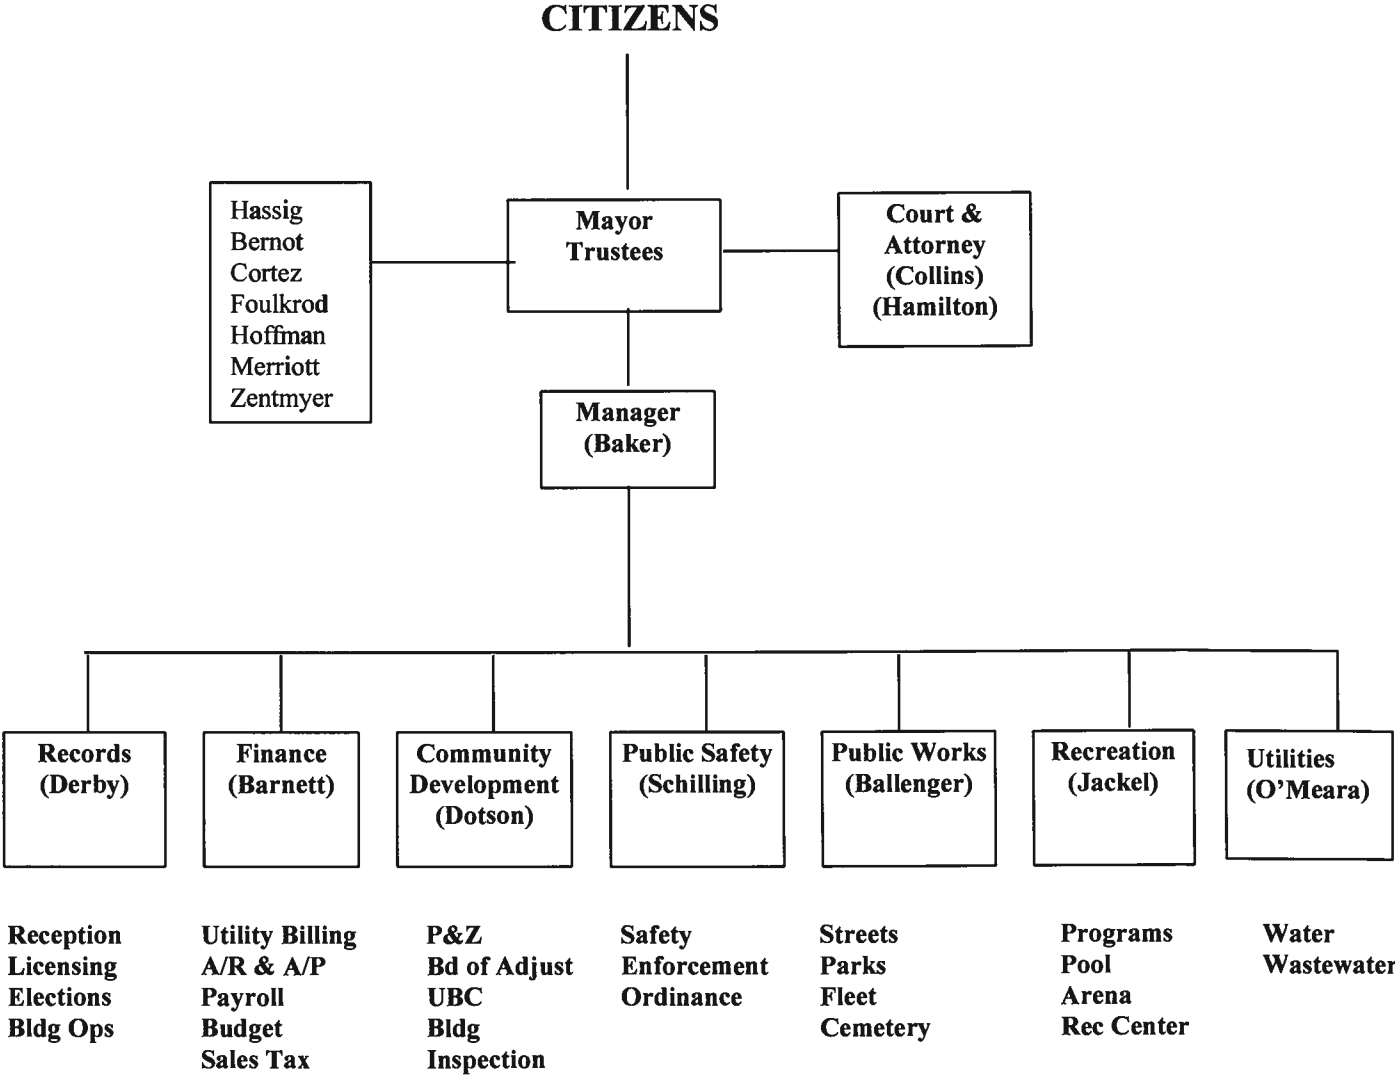 CITIZENS
Hassig
Bernot
Cortez
Foulkrod
Hoffman
Merriott
Zentmyer
Mayor
Trustees
Court &
Attorney
(Collins)
(Hamilton)
Manager
(Baker)
Records
(Derby)
Finance
(Barnett)
Community
Development
(Dotson)
Public Safety
(Schilling)
Public Works
(Ballenger)
Recreation
(Jackel)
Utilities
(O’Meara)
Reception
Licensing
Elections
Bldg Ops
Utility Billing
A/R & A/P
Payroll
Budget
Sales Tax
P&Z
Bd of Adjust
UBC
Bldg
Inspection
Safety
Enforcement
Ordinance
Streets
Parks
Fleet
Cemetery
Programs
Pool
Arena
Rec Center
Water
Wastewater